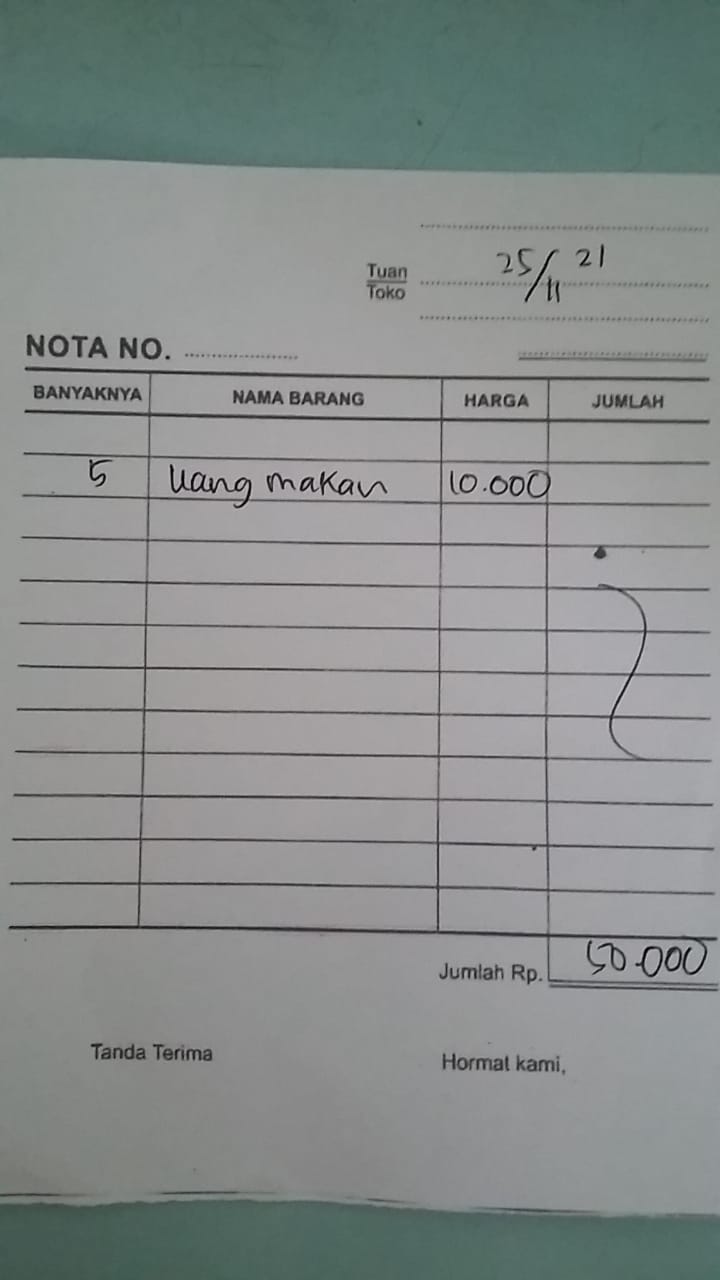 25/11 21
Tuan
Toko
NOTA NO.
BANYAKNYA NAMA BARANG HARGA JUMLAH
5 Uang makan 10.000
Jumlah Rp. 50.000
Tanda Terima Hormat kami,